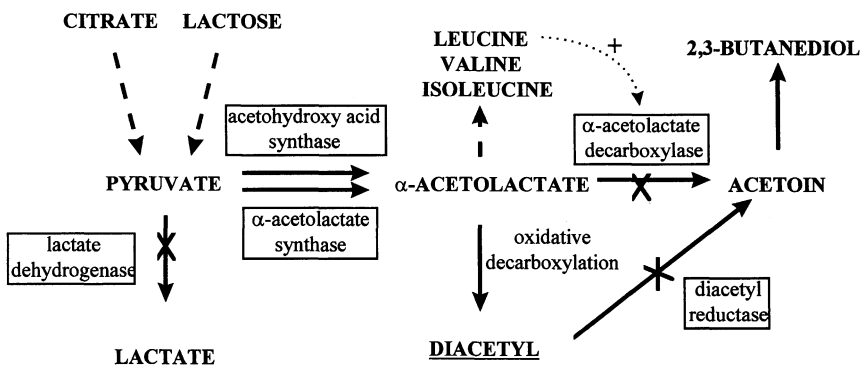 CITRATE LACTOSE
LEUCINE
VALINE
ISOLEUCINE
+
2,3-BUTANEDIOL
acetohydroxy acid
synthase
α-acetolactate
decarboxylase
PYRUVATE
α-ACETOLACTATE
ACETOIN
α-acetolactate
synthase
lactate
dehydrogenase
oxidative
decarboxylation
diacetyl
reductase
LACTATE
DIACETYL